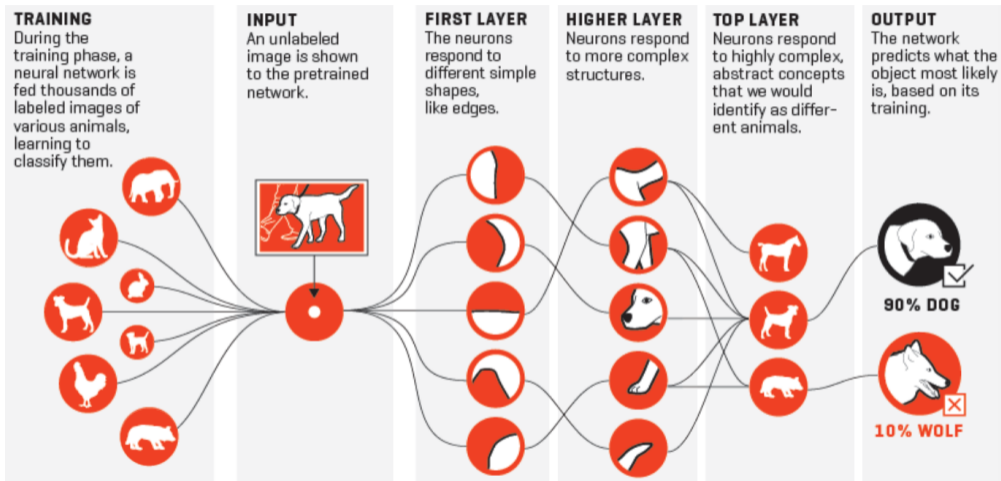 TRAINING
During the
training phase, a
neural network is
fed thousands of
labeled images of
various animals,
learning to
classify them.
INPUT
An unlabeled
image is shown
to the pretrained
network.
FIRST LAYER
The neurons
respond to
different simple
shapes,
like edges.
HIGHER LAYER
Neurons respond
to more complex
structures.
TOP LAYER
Neurons respond
to highly complex,
abstract concepts
that we would
identify as differ-
ent animals.
OUTPUT
The network
predicts what the
object most likely
is, based on its
training.
90% DOG
10% WOLF